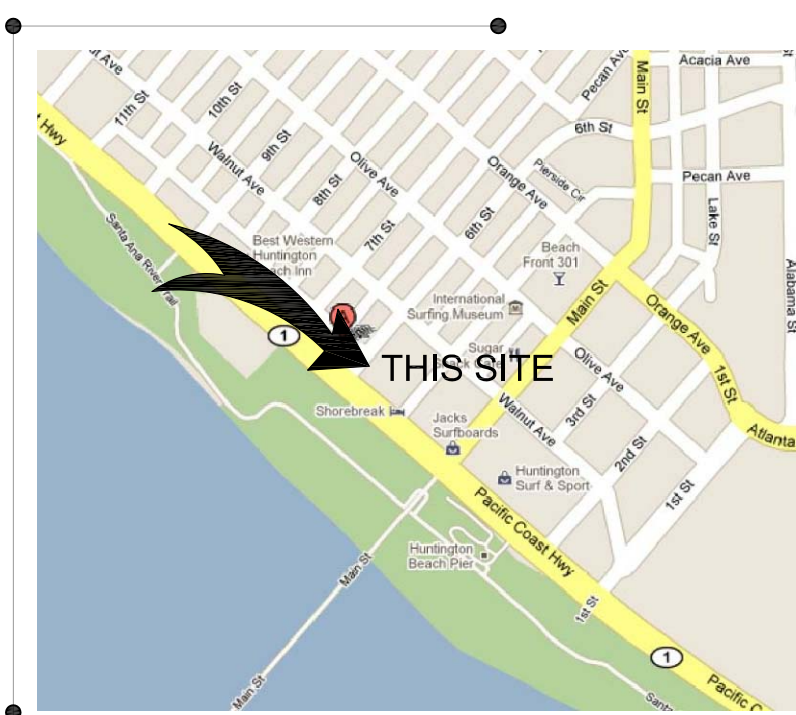 Acacia Ave
Main St
Pecan Av
ut Ave
11th St
10th St
6th St
t Hwy
Walnut Ave
9th St
Olive Ave
Orange Ave
Pierside Cir
Pecan Ave
8th St
Lake St
Santa Ana River Trail
7th St
6th St
Best Western
Huntington
ach Inn
Beach
Front 301
Alabama St
International
Surfing Museum
Main St
Orange Ave
1
Sugar
THIS SITE
Olive Ave
1st St
Shorebreak
Walnut Ave
3rd St
Jacks
Surfboards
Atlanta
2nd St
Huntington
Surf & Sport
1st St
Pacific Coast Hwy
Huntington
Beach Pier
Main St
1st St
1
Main St
Pacific C
Santa